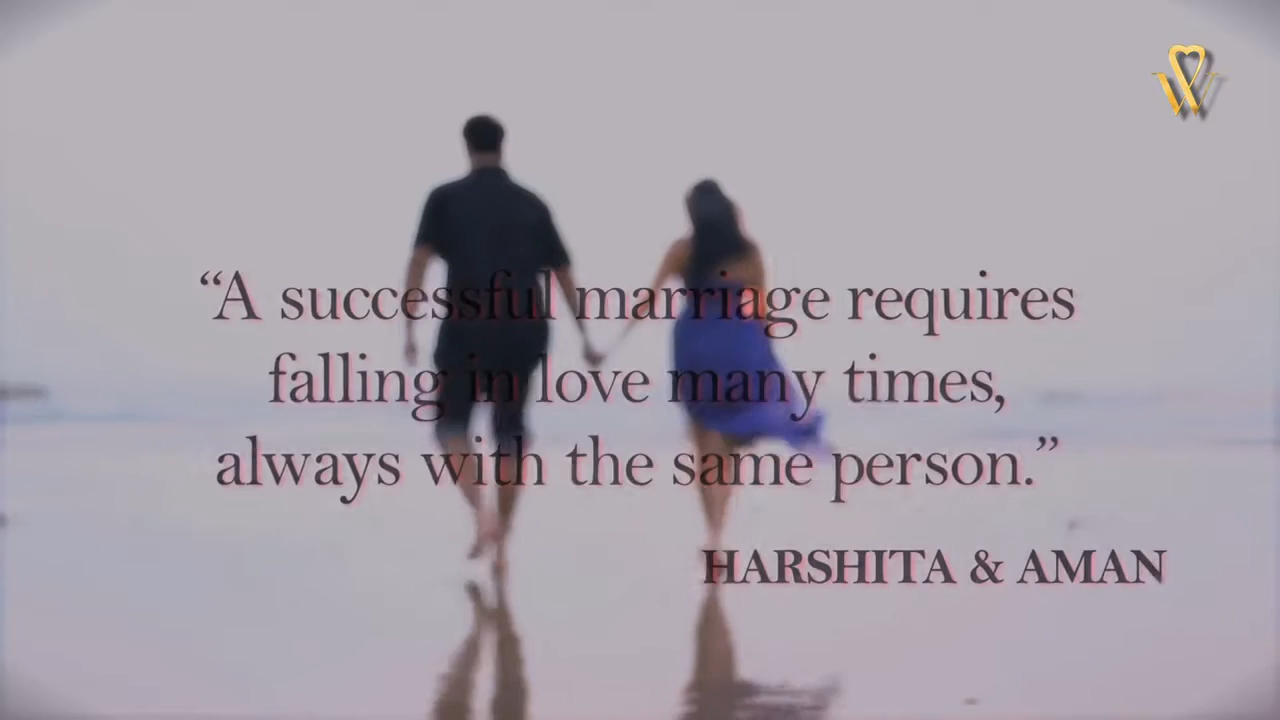 “A successful marriage requires
falling in love many times,
always with the same person.”
HARSHITA & AMAN